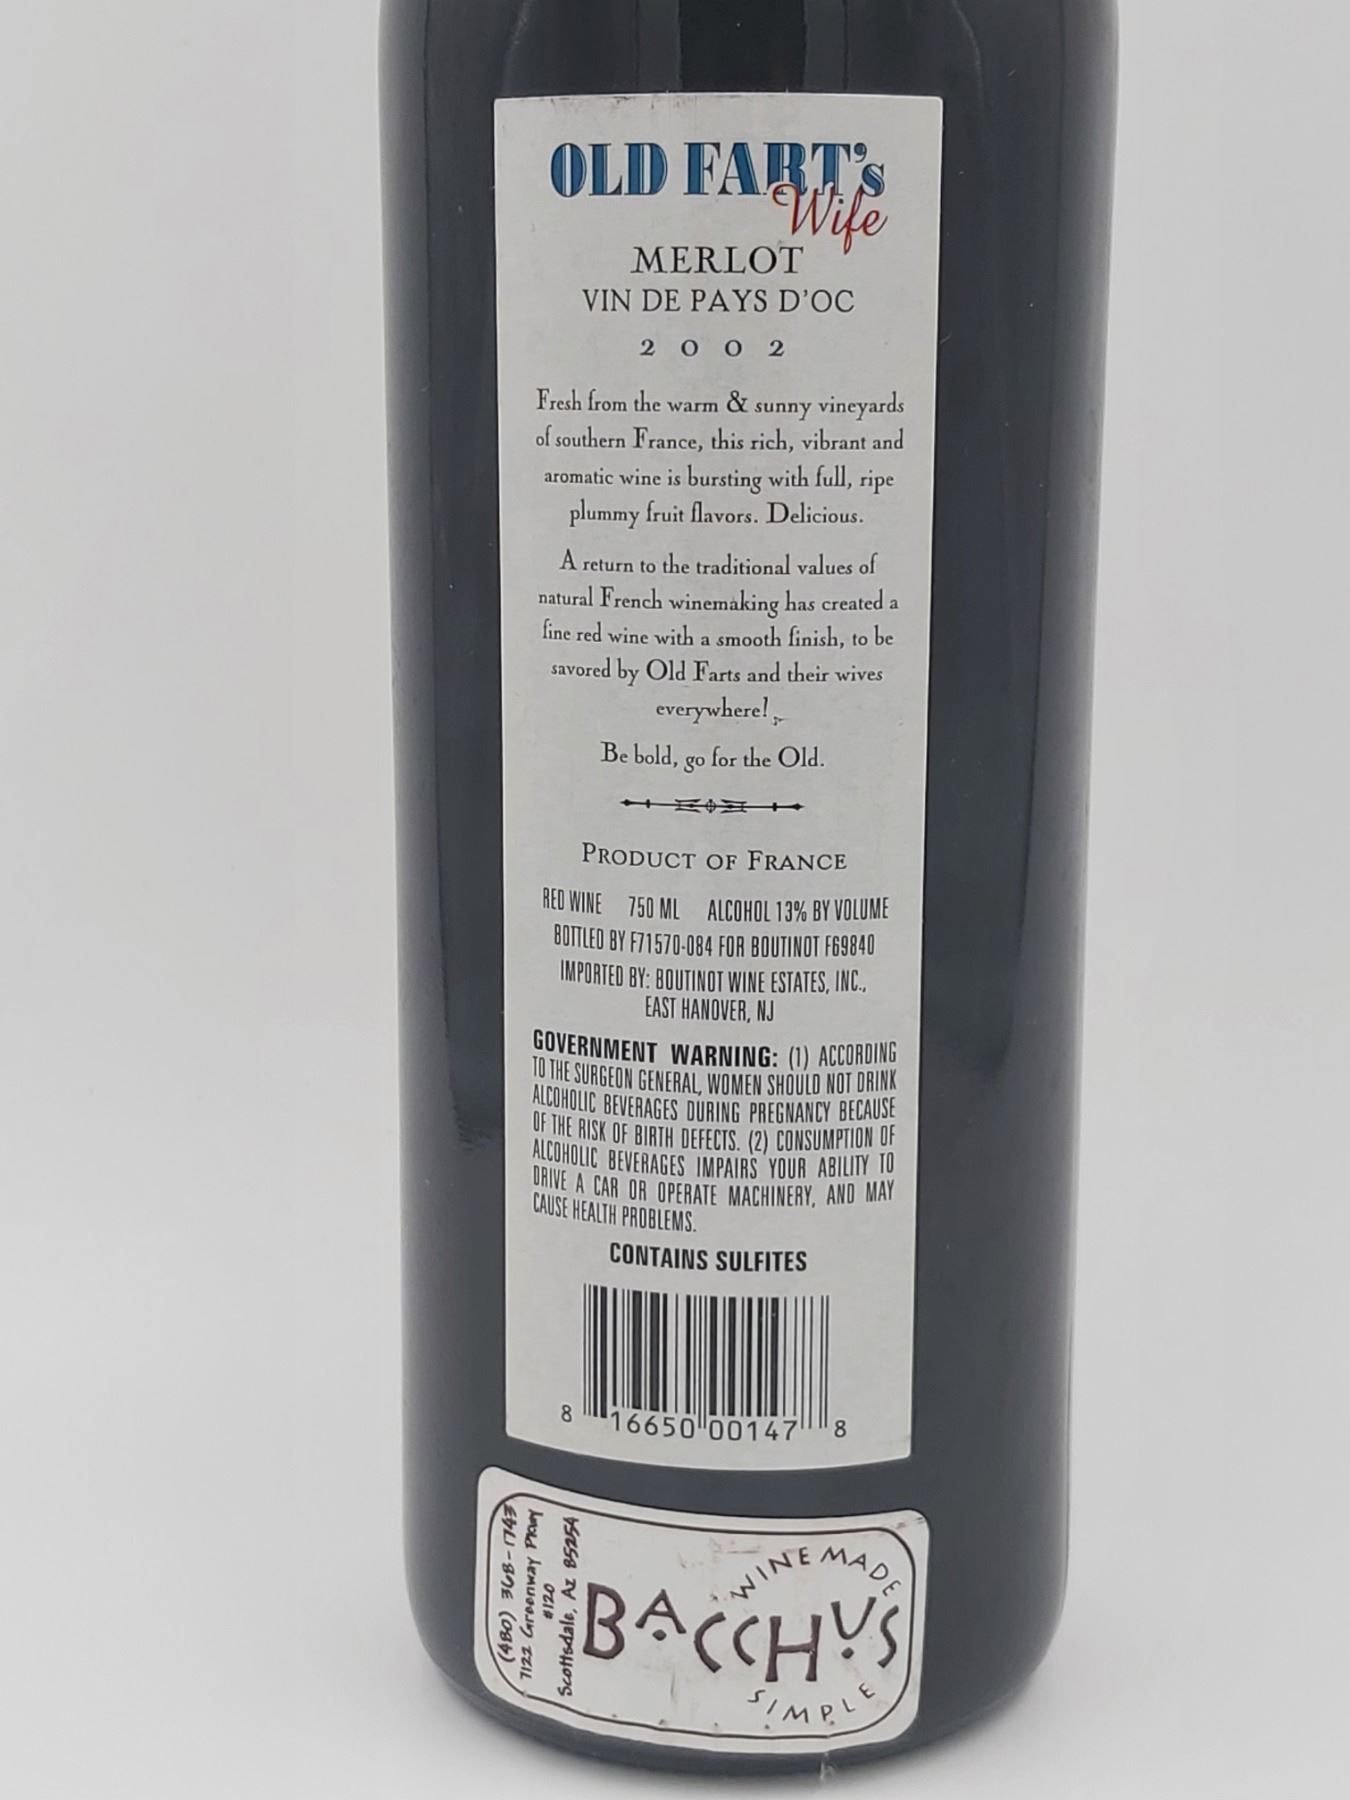 OLD FART's
Wife
MERLOT
VIN DE PAYS D'OC
2002
Fresh from the warm & sunny vineyards
of southern France, this rich, vibrant and
aromatic wine is bursting with full, ripe
plummy fruit flavors. Delicious.
A return to the traditional values of
natural French winemaking has created a
fine red wine with a smooth finish, to be
savored by Old Farts and their wives
everywhere!
Be bold, go for the Old.
PRODUCT OF FRANCE
RED WINE 750 ML ALCOHOL 13% BY VOLUME
BOTTLED BY F71570-084 FOR BOUTINOT F69840
IMPORTED BY: BOUTINOT WINE ESTATES, INC.,
EAST HANOVER, NJ
GOVERNMENT WARNING: (1) ACCORDING
TO THE SURGEON GENERAL, WOMEN SHOULD NOT DRINK
ALCOHOLIC BEVERAGES DURING PREGNANCY BECAUSE
OF THE RISK OF BIRTH DEFECTS. (2) CONSUMPTION OF
ALCOHOLIC BEVERAGES IMPAIRS YOUR ABILITY TO
DRIVE A CAR OR OPERATE MACHINERY, AND MAY
CAUSE HEALTH PROBLEMS.
CONTAINS SULFITES
8 16650 00147 8
(480) 368-1743
7122 Greenway Pkwy
#120
Scottsdale, Az 85254
BACCHUS
WINE MADE
SIMPLE